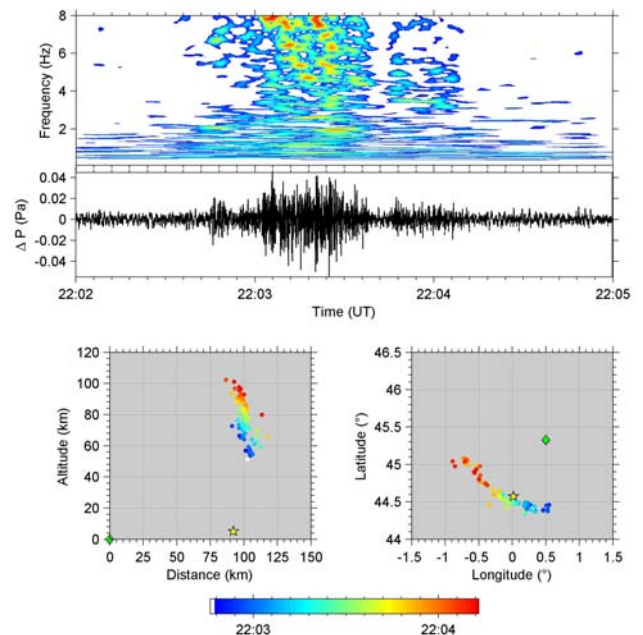 8
6
4
2
Frequency (Hz)
0.04
0.02
0
-0.02
-0.04
Δ P (Pa)
22:02 22:03 22:04 22:05
Time (UT)
120
100
80
60
40
20
0
Altitude (km)
0 25 50 75 100 125 150
Distance (km)
46.5
46
45.5
45
44.5
44
Latitude (°)
-1.5 -1 -0.5 0 0.5 1 1.5
Longitude (°)
22:03 22:04